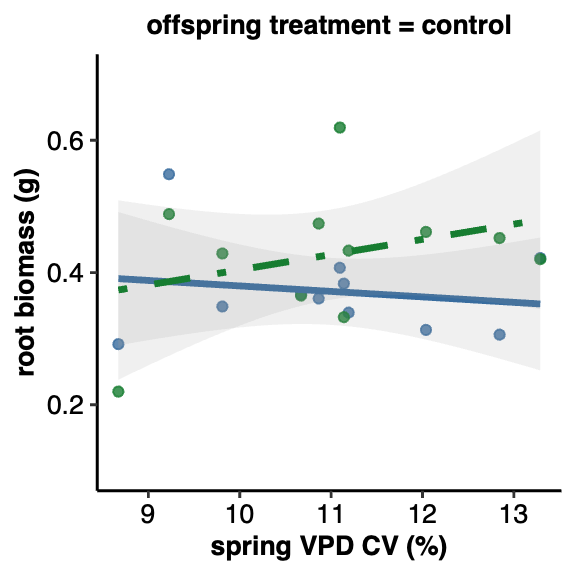 offspring treatment = control
root biomass (g)
0.6
0.4
0.2
9 10 11 12 13
spring VPD CV (%)